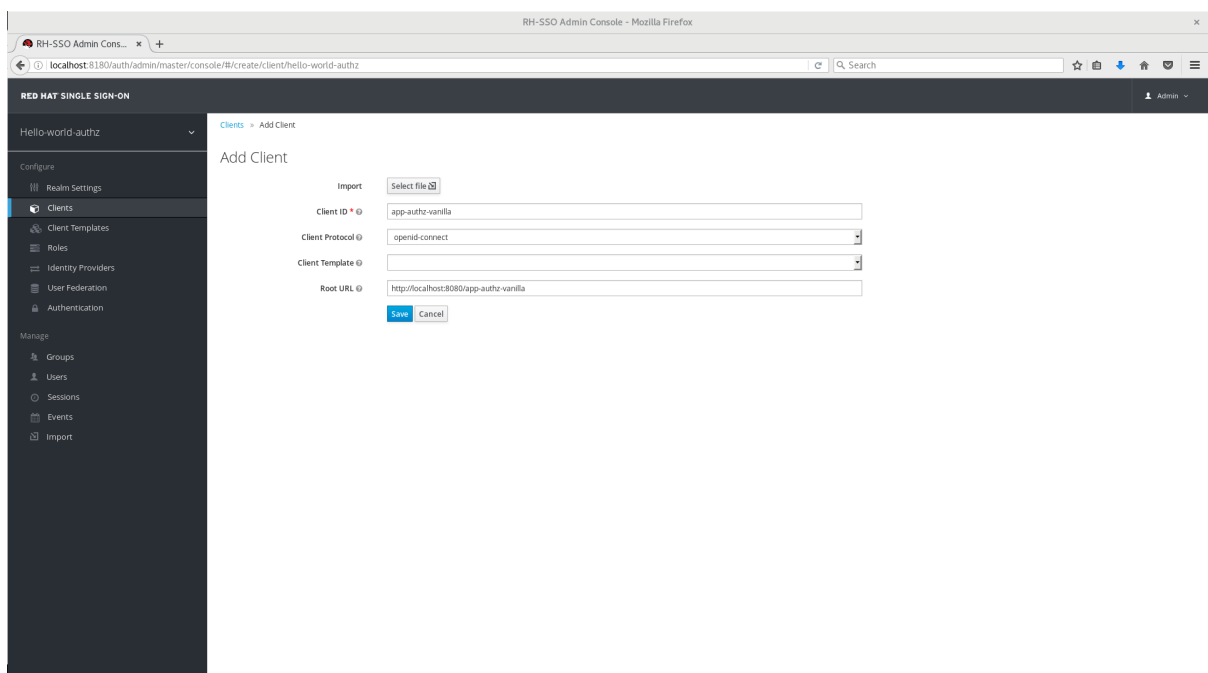 RH-SSO Admin Console - Mozilla Firefox
RH-SSO Admin Cons...
localhost:8180/auth/admin/master/console/#/create/client/hello-world-authz
Search
RED HAT SINGLE SIGN-ON
Admin
Hello-world-authz
Configure
Realm Settings
Clients
Client Templates
Roles
Identity Providers
User Federation
Authentication
Manage
Groups
Users
Sessions
Events
Import
Clients » Add Client
Add Client
Import Select file
Client ID * app-authz-vanilla
Client Protocol openid-connect
Client Template
Root URL http://localhost:8080/app-authz-vanilla
Save Cancel